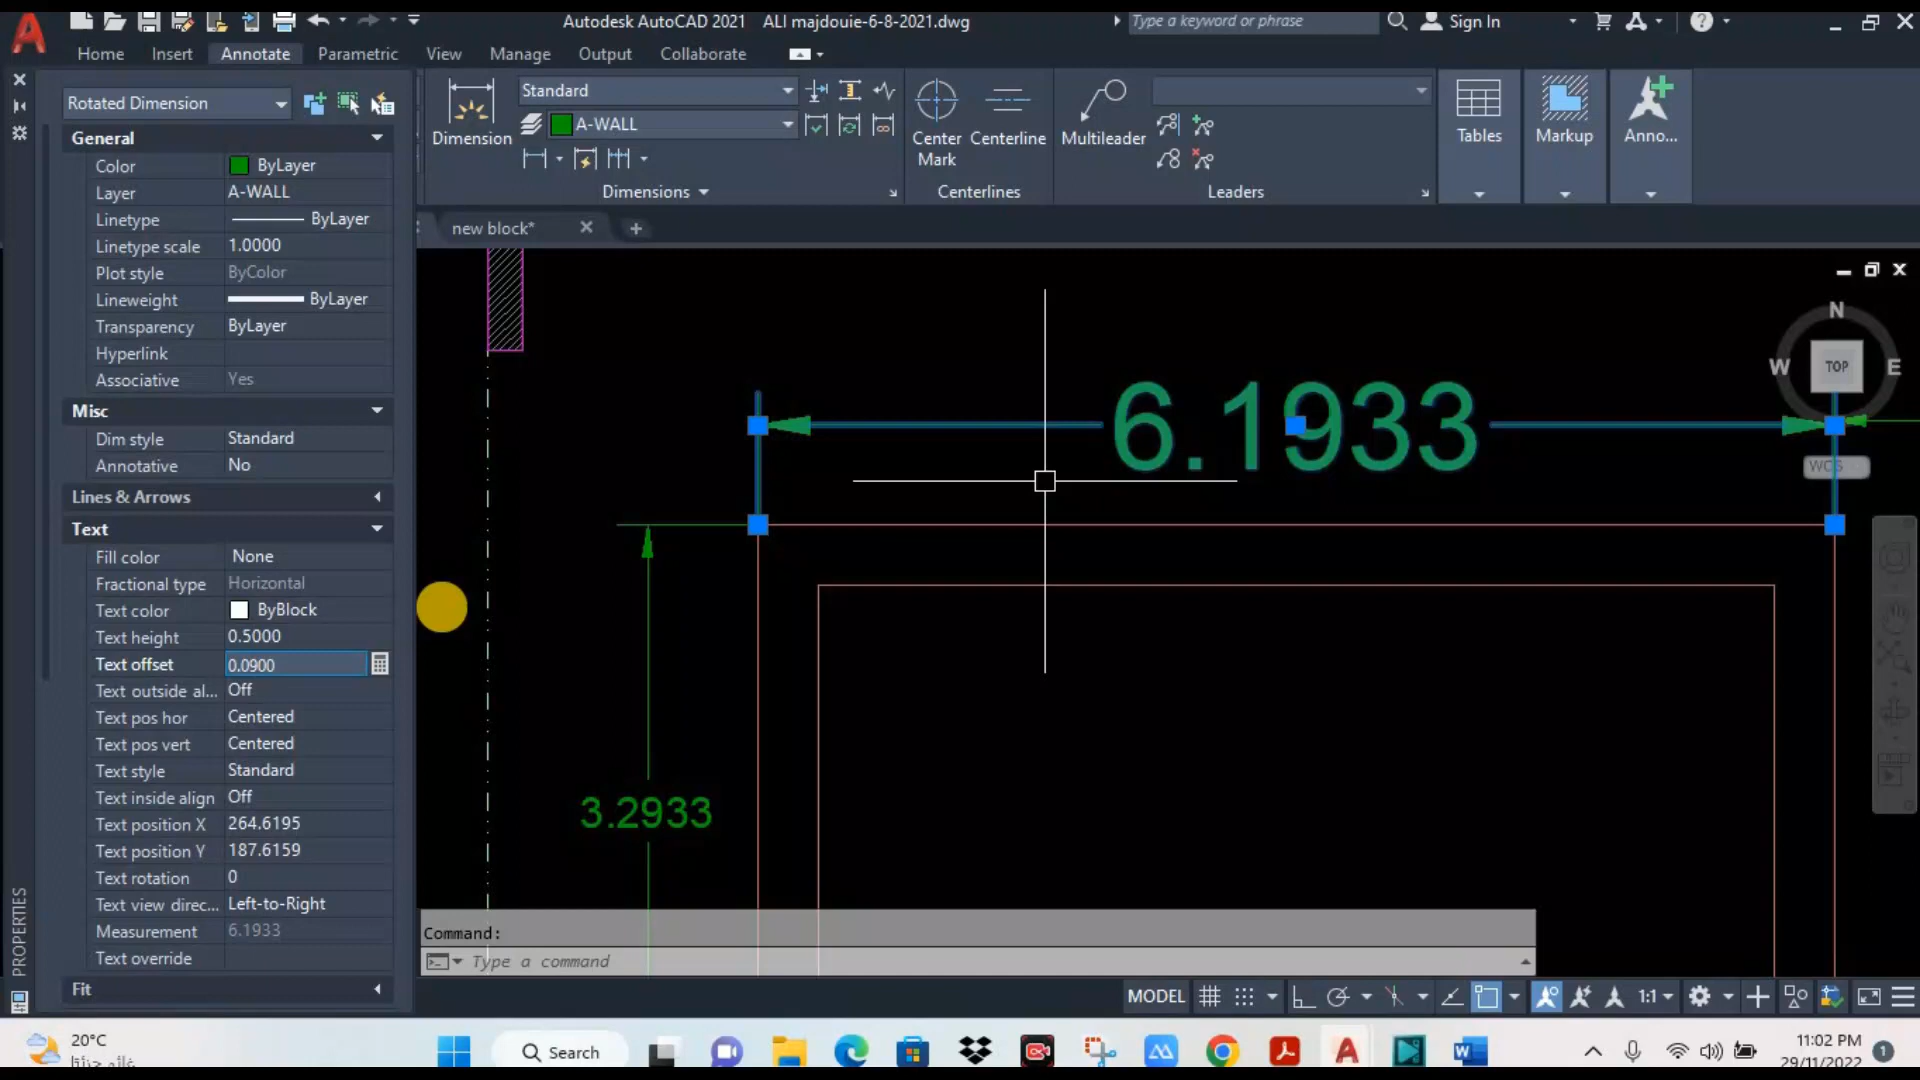 Autodesk AutoCAD 2021 ALI majdouie-6-8-2021.dwg
Type a keyword or phrase
Sign In
Home Insert Annotate Parametric View Manage Output Collaborate
Rotated Dimension
General
Color ByLayer
Layer A-WALL
Linetype ByLayer
Linetype scale 1.0000
Plot style ByColor
Lineweight ByLayer
Transparency ByLayer
Hyperlink
Associative Yes
Misc
Dim style Standard
Annotative No
Lines & Arrows
Text
Fill color None
Fractional type Horizontal
Text color ByBlock
Text height 0.5000
Text offset 0.0900
Text outside al... Off
Text pos hor Centered
Text pos vert Centered
Text style Standard
Text inside align Off
Text position X 264.6195
Text position Y 187.6159
Text rotation 0
Text view direc... Left-to-Right
Measurement 6.1933
Text override
Fit
PROPERTIES
Dimension
Standard
A-WALL
Dimensions
Center Mark
Centerline
Centerlines
Multileader
Leaders
Tables
Markup
Anno...
new block*
N
W TOP E
WCS
6.1933
3.2933
Command:
Type a command
MODEL
1:1
20°C
Search
11:02 PM
29/11/2022
1